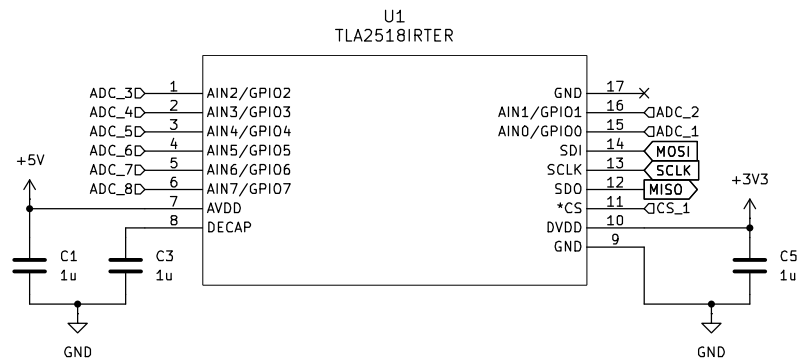 U1
TLA2518IRTER
ADC_3 1 AIN2/GPIO2 GND 17
ADC_4 2 AIN3/GPIO3 AIN1/GPIO1 16 ADC_2
ADC_5 3 AIN4/GPIO4 AIN0/GPIO0 15 ADC_1
ADC_6 4 AIN5/GPIO5 SDI 14 MOSI
ADC_7 5 AIN6/GPIO6 SCLK 13 SCLK
ADC_8 6 AIN7/GPIO7 SDO 12 MISO
+5V
+3V3
7 AVDD *CS 11 CS_1
8 DECAP DVDD 10
GND 9
C1
1u
C3
1u
C5
1u
GND
GND